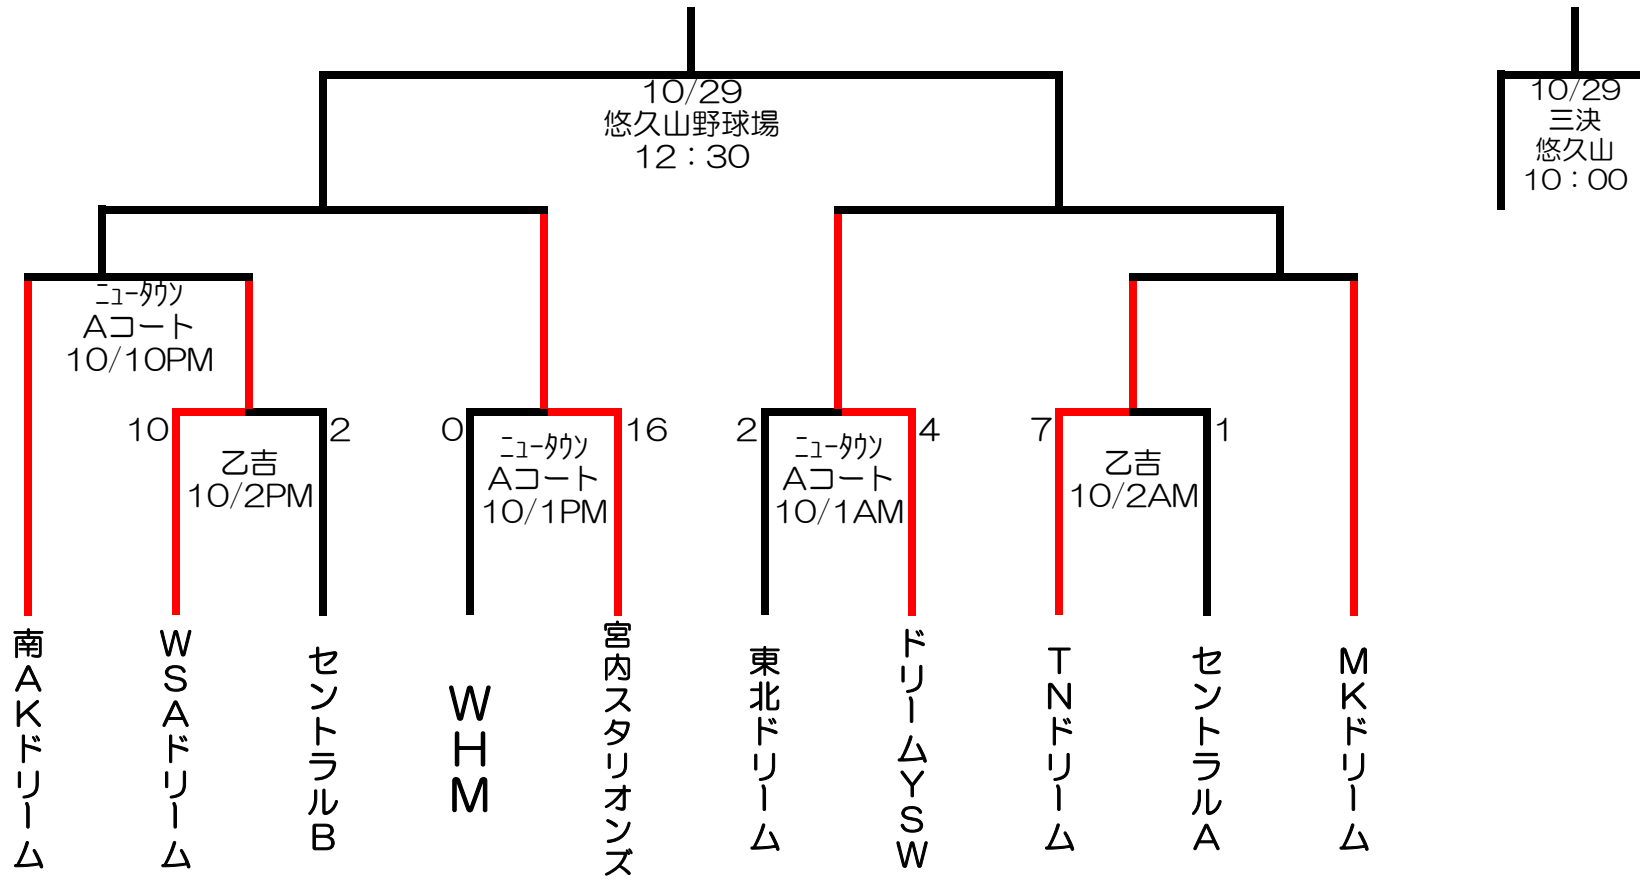 10/29
悠久山野球場
12：30
10/29
三決
悠久山
10：00
ﾆｭｰﾀｳﾝ
Aコート
10/10PM
10
2
乙吉
10/2PM
0
16
ﾆｭｰﾀｳﾝ
Aコート
10/1PM
2
4
ﾆｭｰﾀｳﾝ
Aコート
10/1AM
7
1
乙吉
10/2AM
南AKドリーム
WSAドリーム
セントラルB
WHM
宮内スタリオンズ
東北ドリーム
ドリームYSW
TNドリーム
セントラルA
MKドリーム